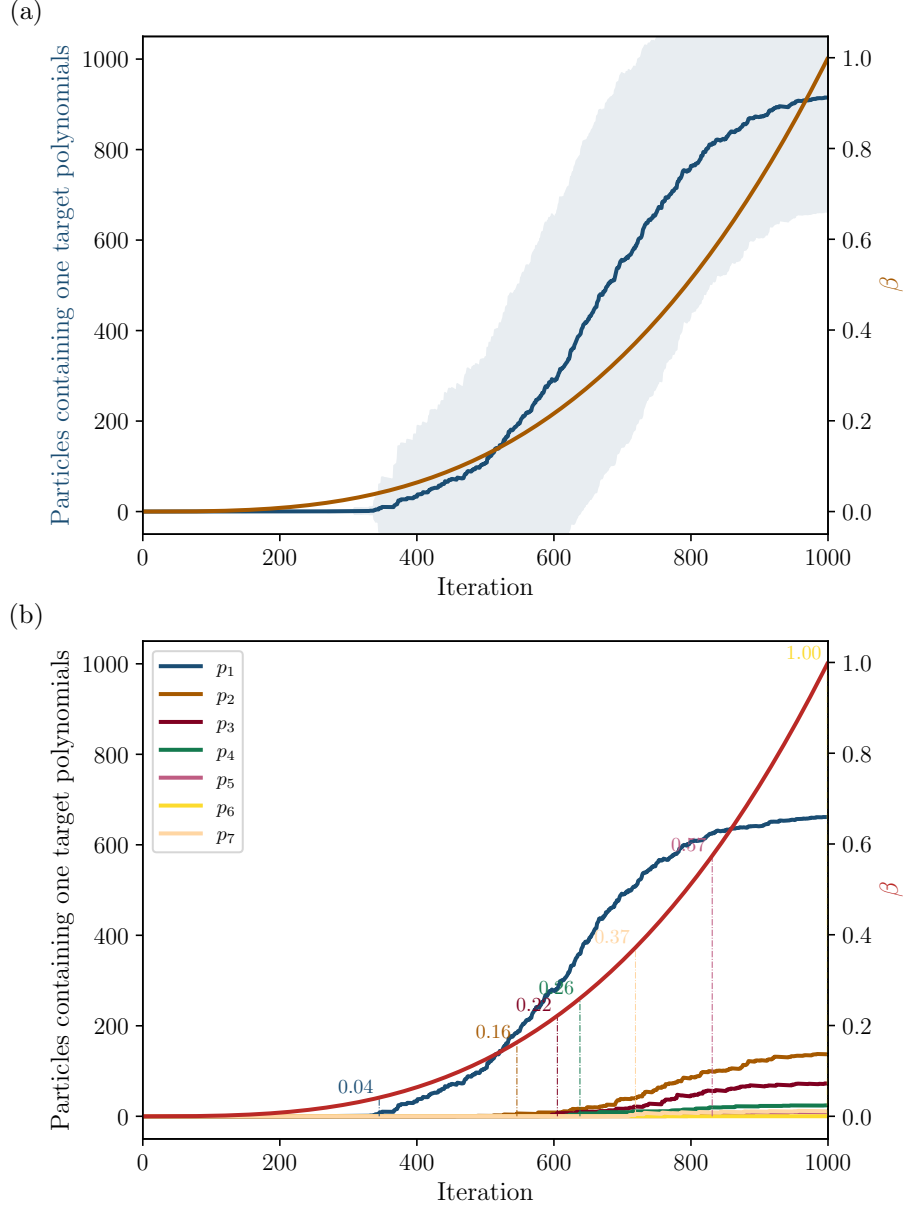 (a)
Particles containing one target polynomials
1000
800
600
400
200
0
1.0
0.8
0.6
0.4
0.2
0.0
β
0 200 400 600 800 1000
Iteration
(b)
Particles containing one target polynomials
1000
800
600
400
200
0
p1
p2
p3
p4
p5
p6
p7
0.04
0.16
0.22
0.26
0.37
0.57
1.00
1.0
0.8
0.6
0.4
0.2
0.0
β
0 200 400 600 800 1000
Iteration